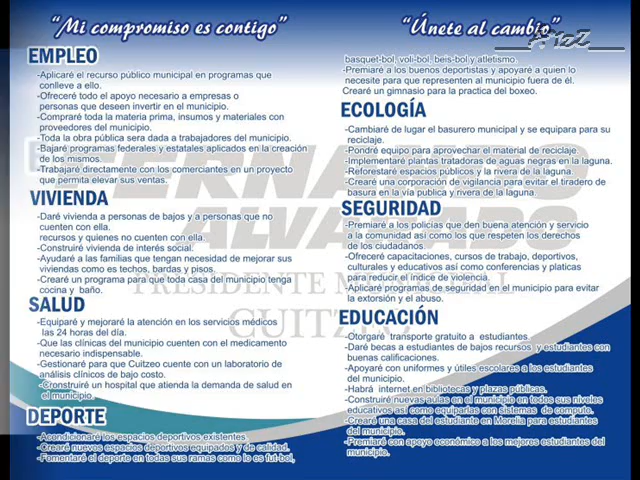 “Mi compromiso es contigo”
EMPLEO
-Aplicaré el recurso público municipal en programas que
conlleve a ello.
-Ofreceré todo el apoyo necesario a empresas o
personas que deseen invertir en el municipio.
-Compraré toda la materia prima, insumos y materiales con
proveedores del municipio.
-Toda la obra pública sera dada a trabajadores del municipio.
-Bajaré programas federales y estatales aplicados en la creación
de los mismos.
-Trabajaré directamente con los comerciantes en un proyecto
que permita elevar sus ventas.
VIVIENDA
-Daré vivienda a personas de bajos y a personas que no
cuenten con ella.
recursos y quienes no cuenten con ella.
-Construiré vivienda de interés social.
-Ayudaré a las familias que tengan necesidad de mejorar sus
viviendas como es techos, bardas y pisos.
-Crearé un programa para que toda casa del municipio tenga
cocina y baño.
SALUD
-Equiparé y mejoraré la atención en los servicios médicos
las 24 horas del día.
-Que las clínicas del municipio cuenten con el medicamento
necesario indispensable.
-Gestionaré para que Cuitzeo cuente con un laboratorio de
análisis clínicos de bajo costo.
-Construiré un hospital que atienda la demanda de salud en
el municipio
DEPORTE
-Acondicionaré los espacios deportivos existentes
-Crearé nuevos espacios deportivos equipados y de calidad.
-Fomentaré el deporte en todas sus ramas como lo es fut-bol,
“Únete al cambio”
basquet-bol, voli-bol, beis-bol y atletismo.
-Premiaré a los buenos deportistas y apoyaré a quien lo
necesite para que representen al municipio fuera de él.
Crearé un gimnasio para la practica del boxeo.
ECOLOGÍA
-Cambiaré de lugar el basurero municipal y se equipara para su
reciclaje.
-Pondré equipo para aprovechar el material de reciclaje.
-Implementaré plantas tratadoras de aguas negras en la laguna.
-Reforestaré espacios públicos y la rivera de la laguna.
-Crearé una corporación de vigilancia para evitar el tiradero de
basura en la vía publica y rivera de la laguna.
SEGURIDAD
-Premiaré a los policías que den buena atención y servicio
a la comunidad así como los que respeten los derechos
de los ciudadanos.
-Ofreceré capacitaciones, cursos de trabajo, deportivos,
culturales y educativos así como conferencias y platicas
para reducir el índice de violencia.
-Aplicaré programas de seguridad en el municipio para evitar
la extorsión y el abuso.
EDUCACIÓN
-Otorgaré transporte gratuito a estudiantes.
-Daré becas a estudiantes de bajos recursos y estudiantes con
buenas calificaciones.
-Apoyaré con uniformes y útiles escolares a los estudiantes
del municipio.
-Habrá internet en bibliotecas y plazas públicas.
-Construiré nuevas aulas en el municipio en todos sus niveles
educativos así como equiparlas con sistemas de computo.
-Crearé una casa del estudiante en Morelia para estudiantes
del municipio.
-Premiaré con apoyo económico a los mejores estudiantes del
municipio.
FERNANDO
ALVARADO
PRESIDENTE MUNICIPAL
CUITZEO